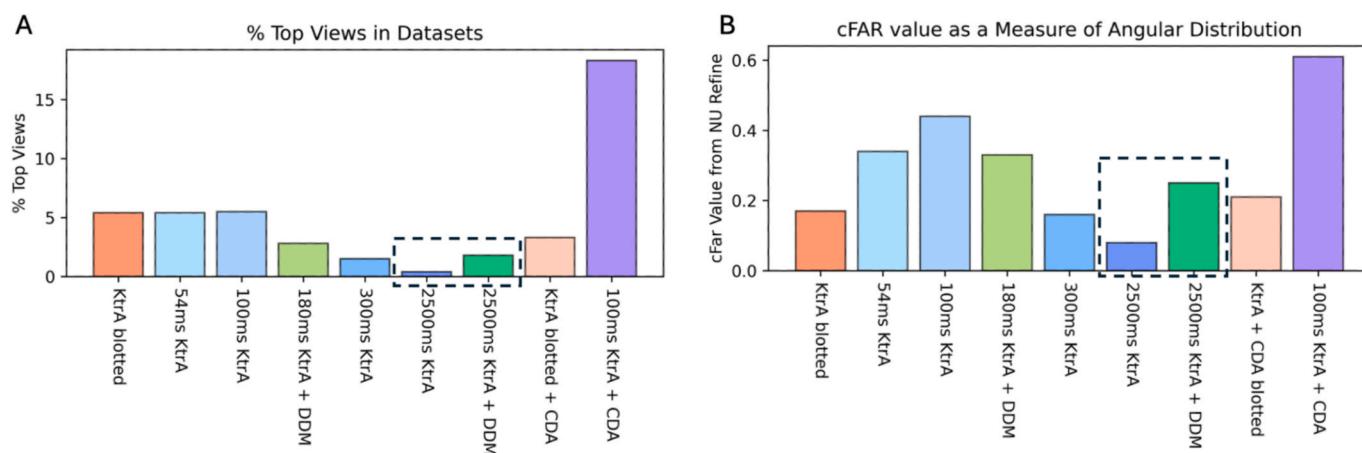 A
% Top Views in Datasets
% Top Views
15
10
5
0
KtrA blotted
54ms KtrA
100ms KtrA
180ms KtrA + DDM
300ms KtrA
2500ms KtrA
2500ms KtrA + DDM
KtrA blotted + CDA
100ms KtrA + CDA
B
cFAR value as a Measure of Angular Distribution
cFar Value from NU Refine
0.6
0.4
0.2
0.0
KtrA blotted
54ms KtrA
100ms KtrA
180ms KtrA + DDM
300ms KtrA
2500ms KtrA
2500ms KtrA + DDM
KtrA + CDA blotted
100ms KtrA + CDA